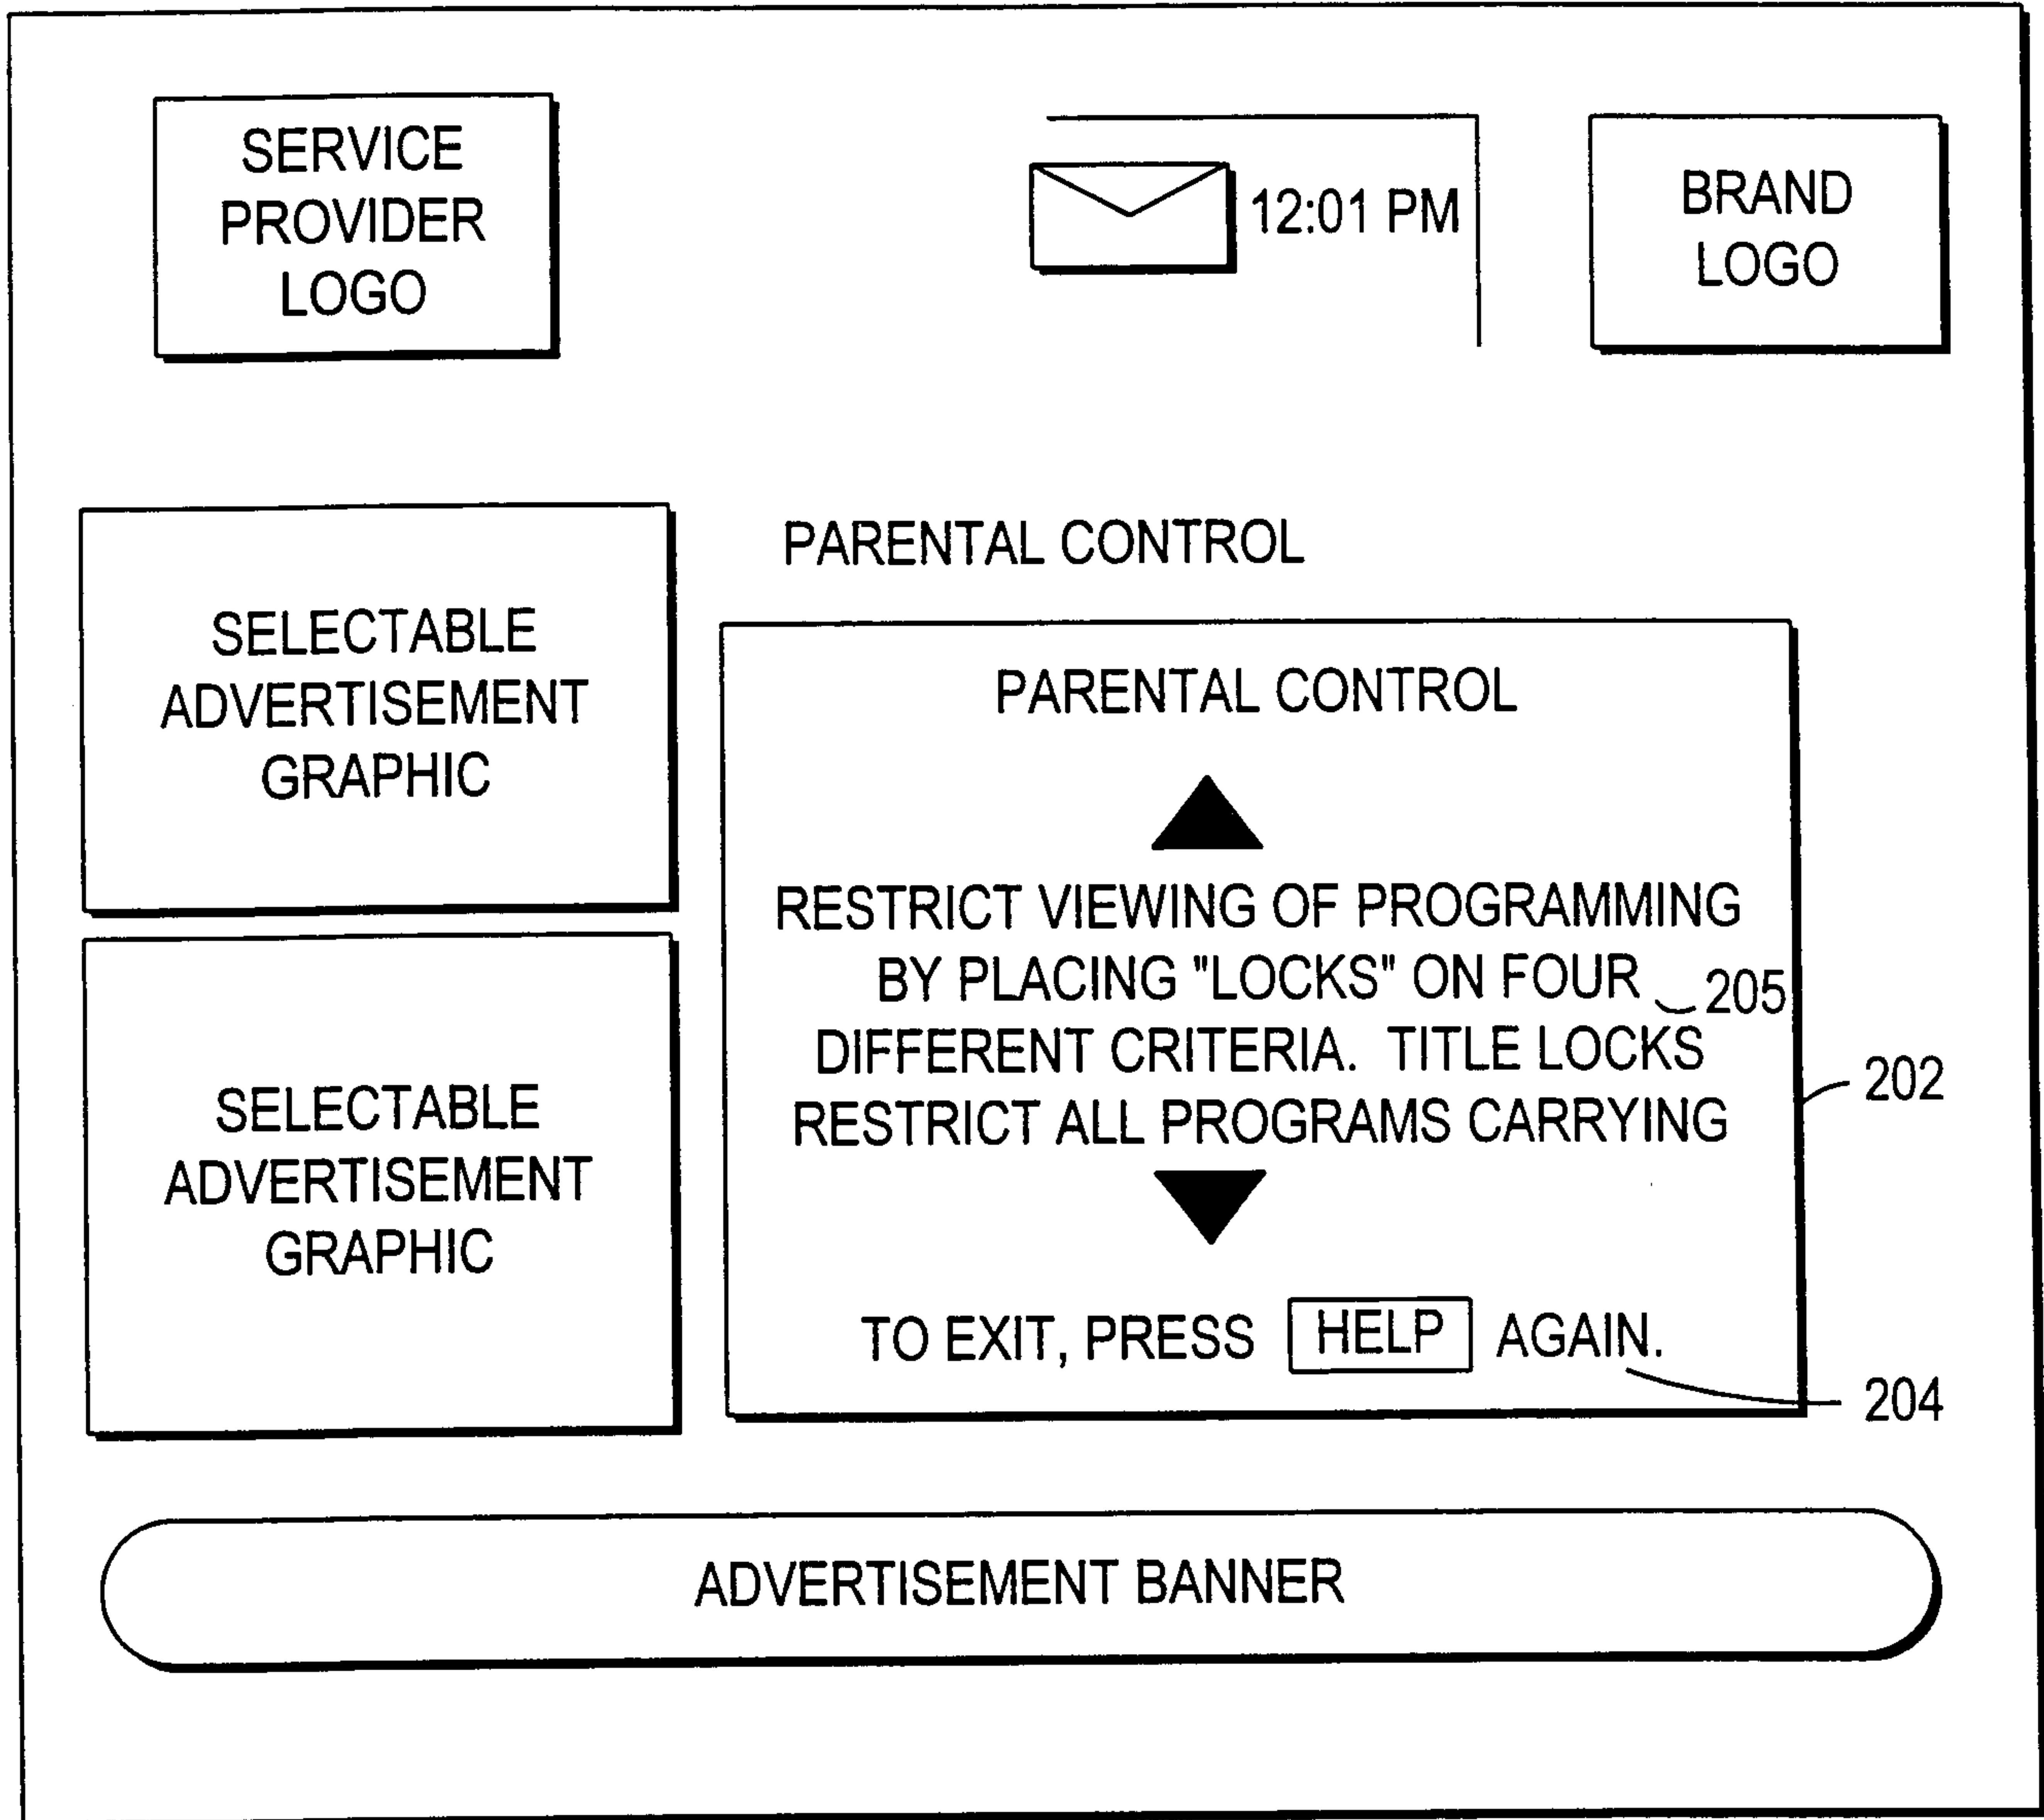 SERVICE
PROVIDER
LOGO
12:01 PM
BRAND
LOGO
SELECTABLE
ADVERTISEMENT
GRAPHIC
SELECTABLE
ADVERTISEMENT
GRAPHIC
PARENTAL CONTROL
PARENTAL CONTROL
RESTRICT VIEWING OF PROGRAMMING
BY PLACING "LOCKS" ON FOUR
205
DIFFERENT CRITERIA. TITLE LOCKS
RESTRICT ALL PROGRAMS CARRYING
202
TO EXIT, PRESS HELP AGAIN.
204
ADVERTISEMENT BANNER